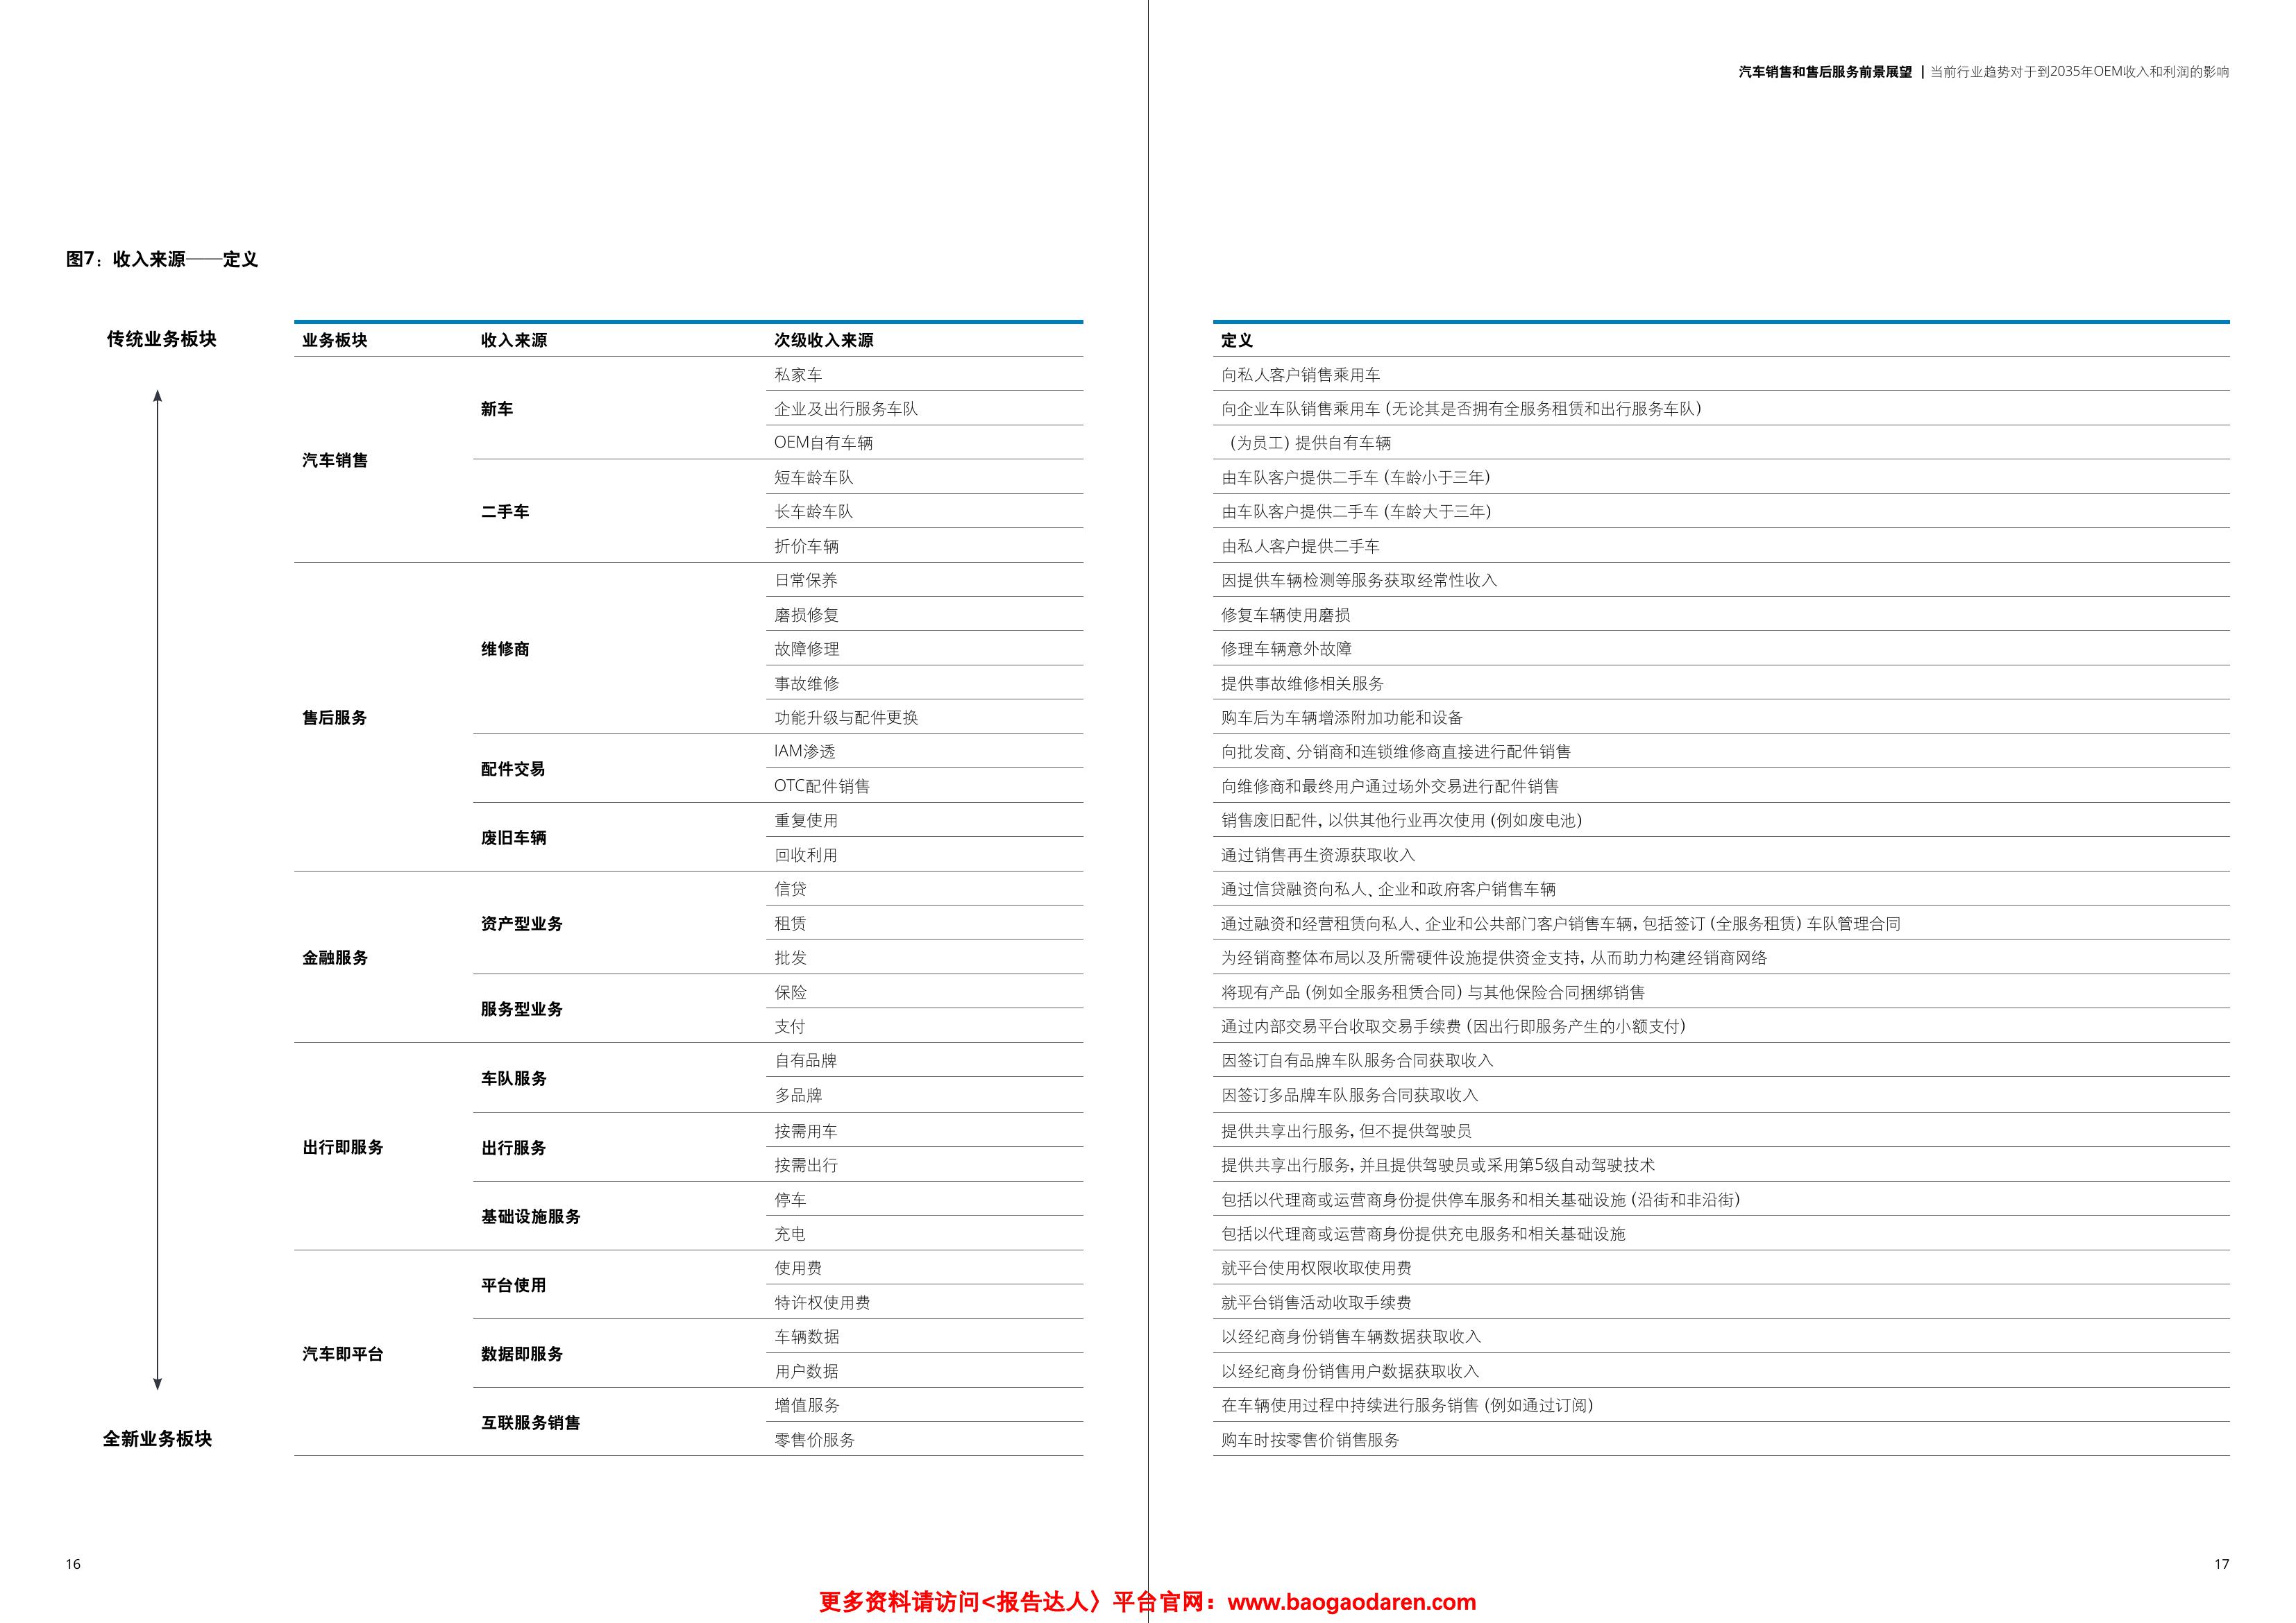 汽车销售和售后服务前景展望 | 当前行业趋势对于到2035年OEM收入和利润的影响
图7：收入来源——定义
传统业务板块
业务板块 收入来源 次级收入来源 定义
汽车销售
新车
私家车 向私人客户销售乘用车
企业及出行服务车队 向企业车队销售乘用车（无论其是否拥有全服务租赁和出行服务车队）
OEM自有车辆 （为员工）提供自有车辆
二手车
短车龄车队 由车队客户提供二手车（车龄小于三年）
长车龄车队 由车队客户提供二手车（车龄大于三年）
折价车辆 由私人客户提供二手车
售后服务
维修商
日常保养 因提供车辆检测等服务获取经常性收入
磨损修复 修复车辆使用磨损
故障修理 修理车辆意外故障
事故维修 提供事故维修相关服务
功能升级与配件更换 购车后为车辆增添附加功能和设备
配件交易
IAM渗透 向批发商、分销商和连锁维修商直接进行配件销售
OTC配件销售 向维修商和最终用户通过场外交易进行配件销售
废旧车辆
重复使用 销售废旧配件，以供其他行业再次使用（例如废电池）
回收利用 通过销售再生资源获取收入
金融服务
资产型业务
信贷 通过信贷融资向私人、企业和政府客户销售车辆
租赁 通过融资和经营租赁向私人、企业和公共部门客户销售车辆，包括签订（全服务租赁）车队管理合同
批发 为经销商整体布局以及所需硬件设施提供资金支持，从而助力构建经销商网络
服务型业务
保险 将现有产品（例如全服务租赁合同）与其他保险合同捆绑销售
支付 通过内部交易平台收取交易手续费（因出行即服务产生的小额支付）
出行即服务
车队服务
自有品牌 因签订自有品牌车队服务合同获取收入
多品牌 因签订多品牌车队服务合同获取收入
出行服务
按需用车 提供共享出行服务，但不提供驾驶员
按需出行 提供共享出行服务，并且提供驾驶员或采用第5级自动驾驶技术
基础设施服务
停车 包括以代理商或运营商身份提供停车服务和相关基础设施（沿街和非沿街）
充电 包括以代理商或运营商身份提供充电服务和相关基础设施
汽车即平台
平台使用
使用费 就平台使用权限收取使用费
特许权使用费 就平台销售活动收取手续费
数据即服务
车辆数据 以经纪商身份销售车辆数据获取收入
用户数据 以经纪商身份销售用户数据获取收入
互联服务销售
增值服务 在车辆使用过程中持续进行服务销售（例如通过订阅）
零售价服务 购车时按零售价销售服务
全新业务板块
16
17
更多资料请访问<报告达人〉平台官网：www.baogaodaren.com